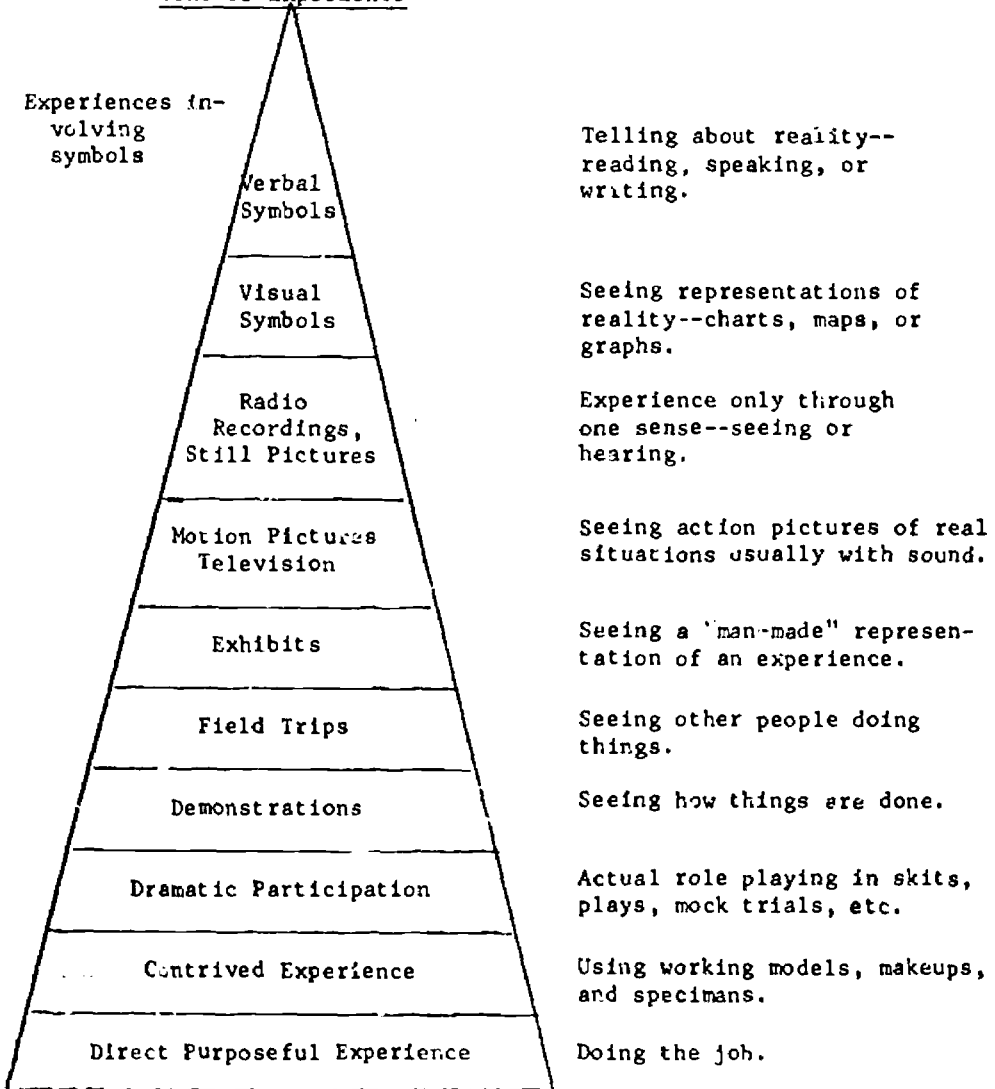 Experiences in-
volving
symbols
Verbal
Symbols
Telling about reality--
reading, speaking, or
writing.
Visual
Symbols
Seeing representations of
reality--charts, maps, or
graphs.
Radio
Recordings,
Still Pictures
Experience only through
one sense--seeing or
hearing.
Motion Pictures
Television
Seeing action pictures of real
situations usually with sound.
Exhibits
Seeing a "man-made" represen-
tation of an experience.
Field Trips
Seeing other people doing
things.
Demonstrations
Seeing how things are done.
Dramatic Participation
Actual role playing in skits,
plays, mock trials, etc.
Contrived Experience
Using working models, makeups,
and specimans.
Direct Purposeful Experience
Doing the job.